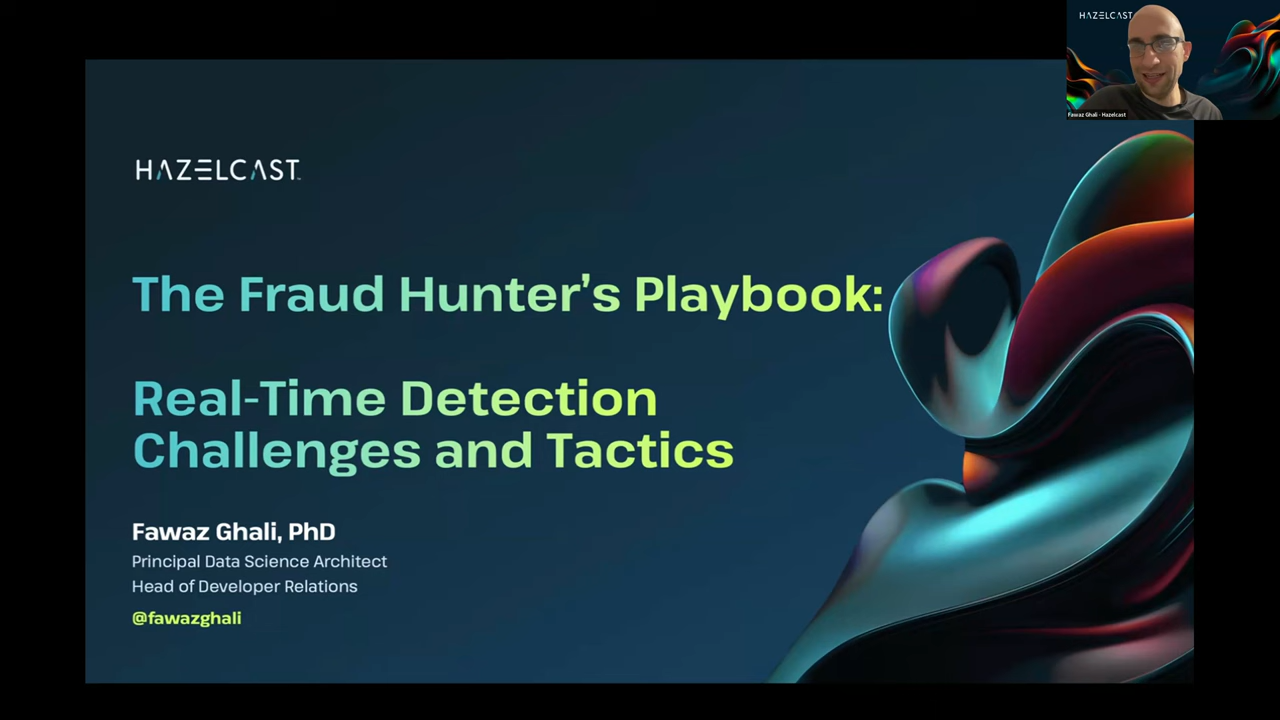 HAZELCAST
Fawaz Ghali - Hazelcast
HAZELCAST
The Fraud Hunter's Playbook:
Real-Time Detection
Challenges and Tactics
Fawaz Ghali, PhD
Principal Data Science Architect
Head of Developer Relations
@fawazghali